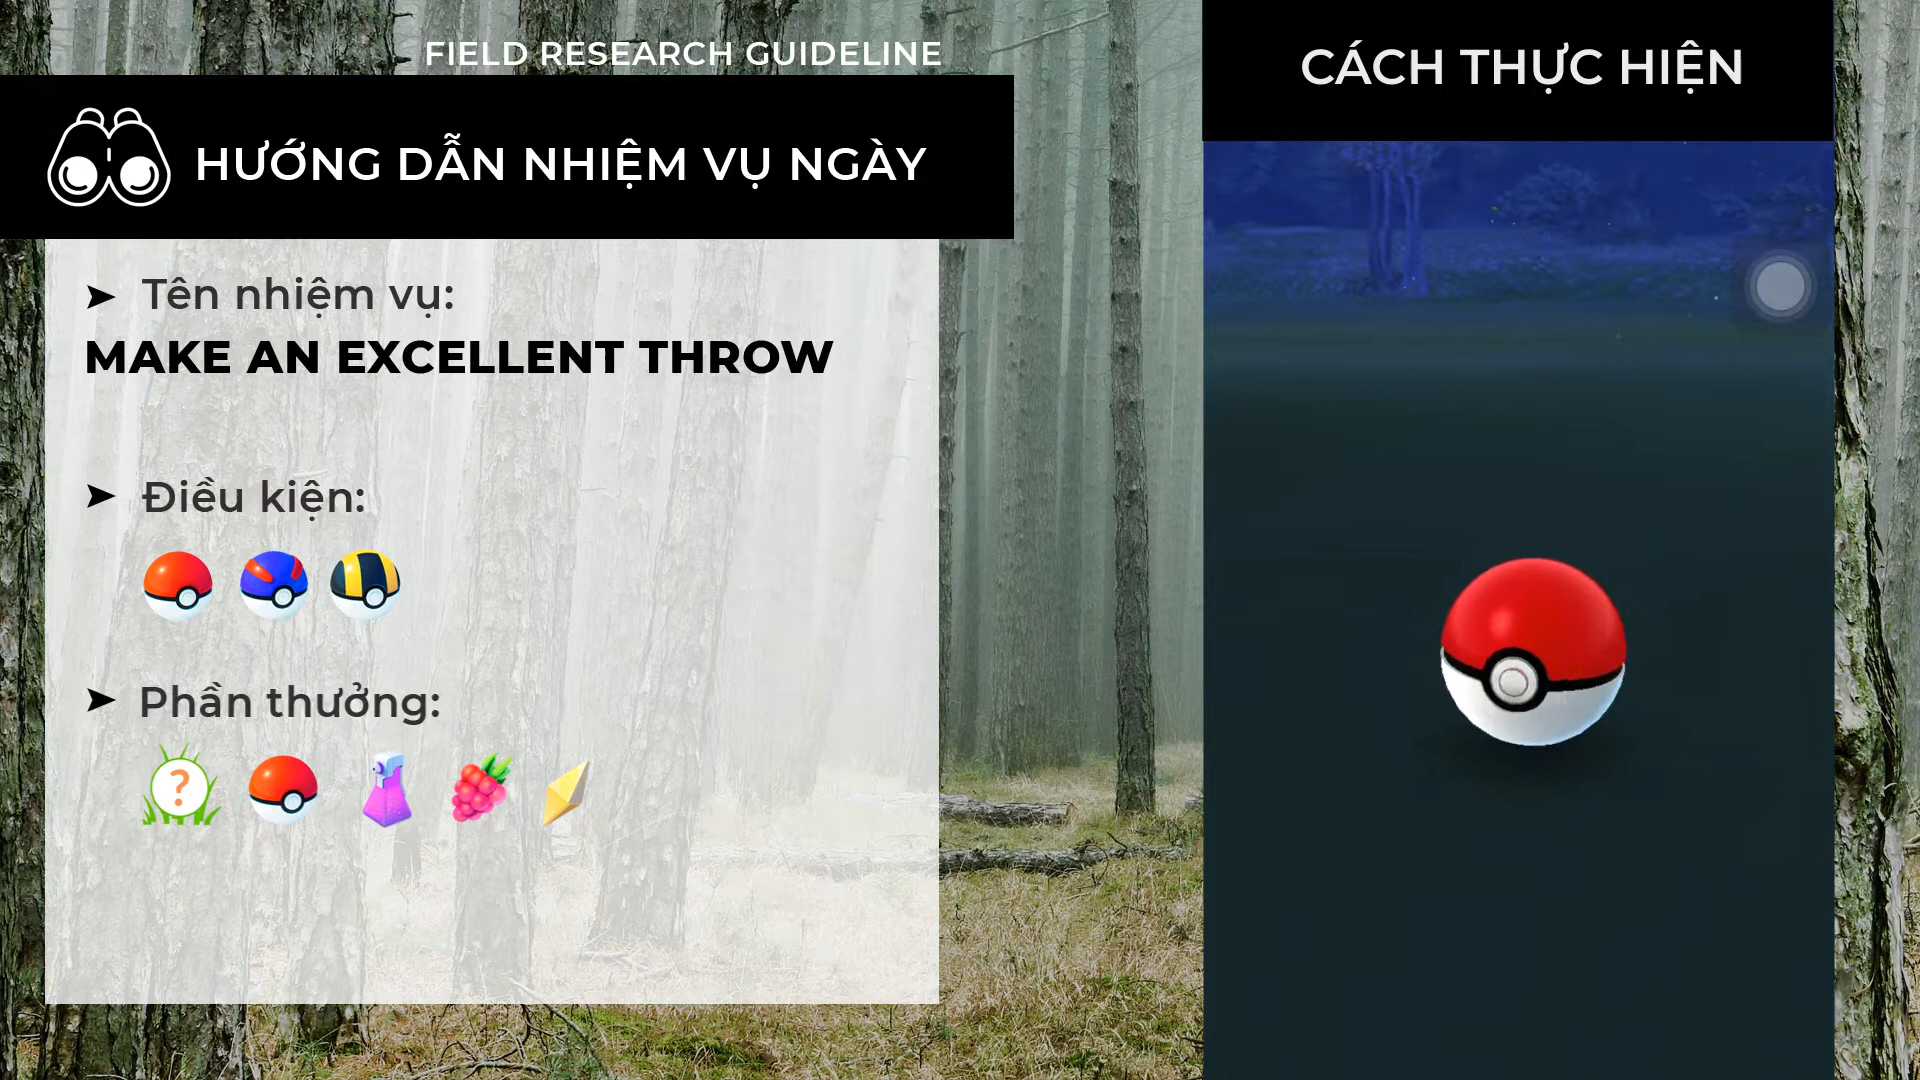 FIELD RESEARCH GUIDELINE
HƯỚNG DẪN NHIỆM VỤ NGÀY
➤ Tên nhiệm vụ:
MAKE AN EXCELLENT THROW
➤ Điều kiện:
➤ Phần thưởng:
?
CÁCH THỰC HIỆN